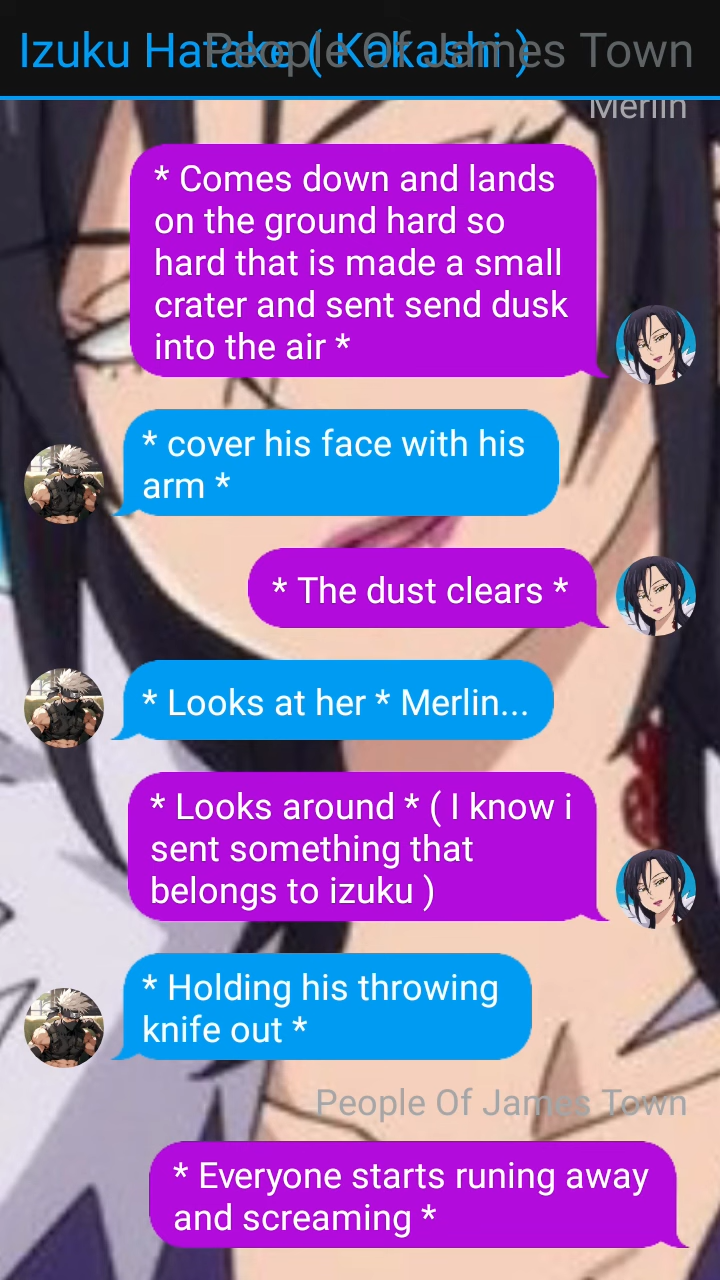 Izuku Hatake ( Kakashi )
People Of James Town
Merlin
* Comes down and lands
on the ground hard so
hard that is made a small
crater and sent send dusk
into the air *
* cover his face with his
arm *
* The dust clears *
* Looks at her * Merlin...
* Looks around * ( I know i
sent something that
belongs to izuku )
* Holding his throwing
knife out *
People Of James Town
* Everyone starts runing away
and screaming *